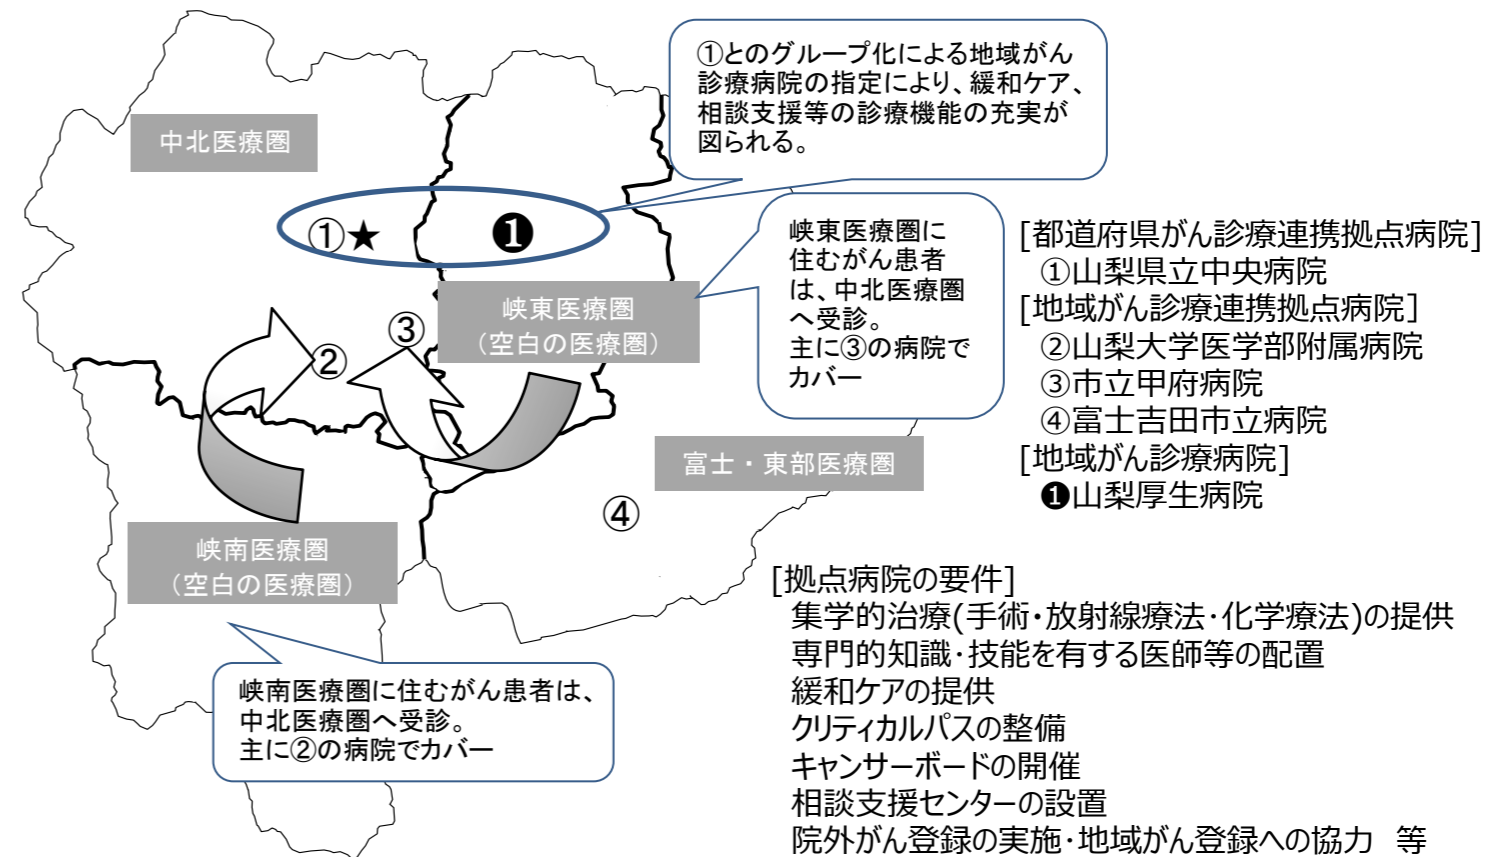 ①とのグループ化による地域がん
診療病院の指定により、緩和ケア、
相談支援等の診療機能の充実が
図られる。
中北医療圏
①★
❶
峡東医療圏に
住むがん患者
は、中北医療圏
へ受診。
主に③の病院で
カバー
峡東医療圏
（空白の医療圏）
③
②
富士・東部医療圏
④
峡南医療圏
（空白の医療圏）
峡南医療圏に住むがん患者は、
中北医療圏へ受診。
主に②の病院でカバー
[都道府県がん診療連携拠点病院]
①山梨県立中央病院
[地域がん診療連携拠点病院]
②山梨大学医学部附属病院
③市立甲府病院
④富士吉田市立病院
[地域がん診療病院]
❶山梨厚生病院
[拠点病院の要件]
集学的治療(手術・放射線療法・化学療法)の提供
専門的知識・技能を有する医師等の配置
緩和ケアの提供
クリティカルパスの整備
キャンサーボードの開催
相談支援センターの設置
院外がん登録の実施・地域がん登録への協力　等